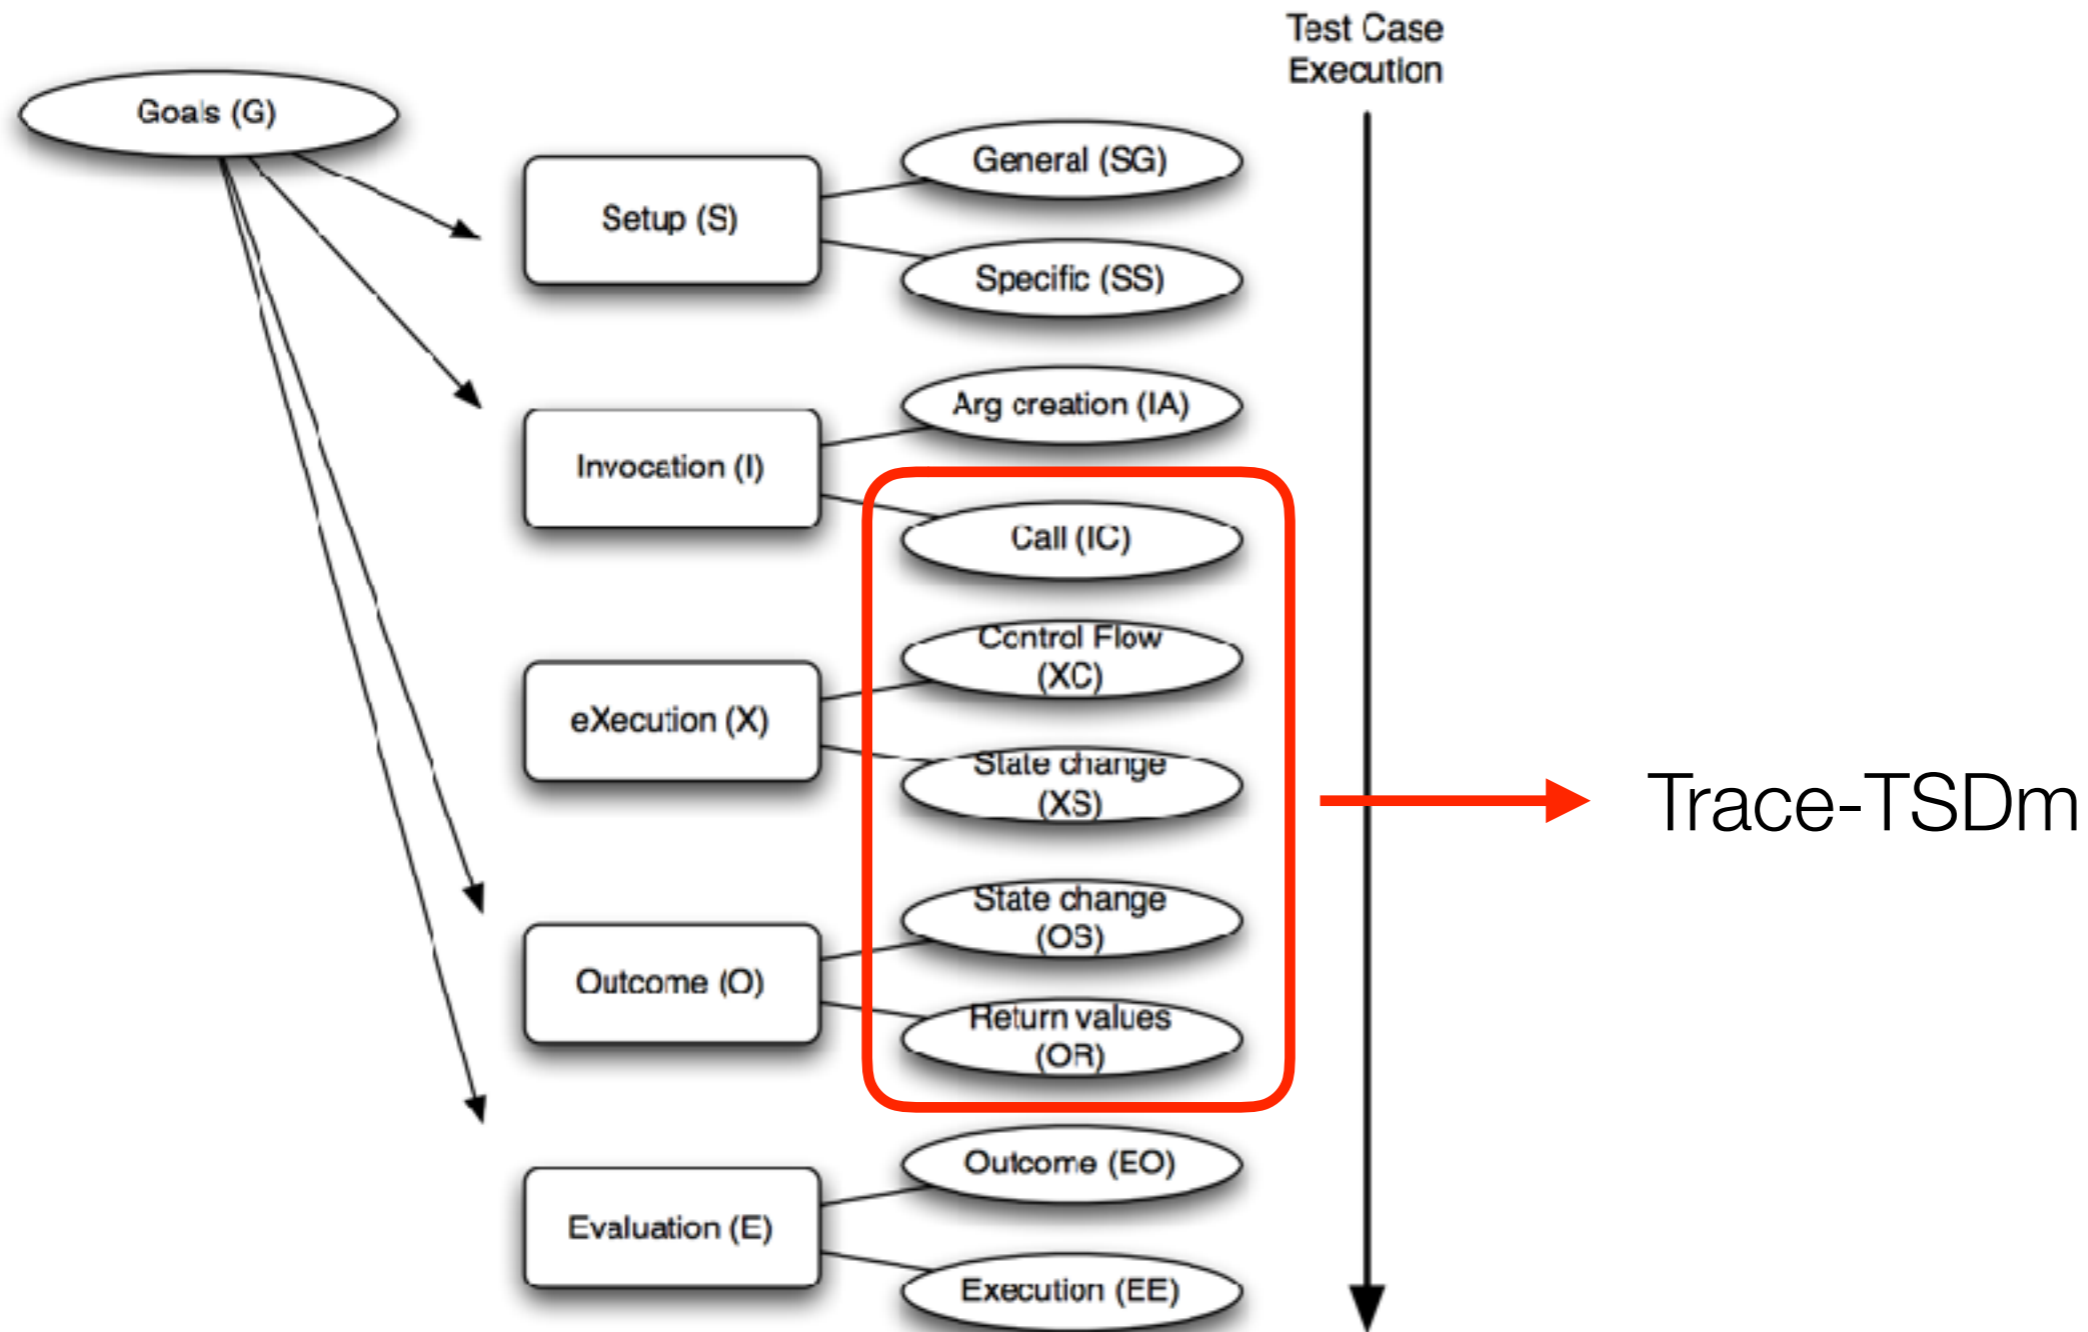 Test Case
Execution
Goals (G)
General (SG)
Setup (S)
Specific (SS)
Arg creation (IA)
Invocation (I)
Call (IC)
Control Flow
(XC)
eXecution (X)
State change
(XS)
Trace-TSDm
State change
(OS)
Outcome (O)
Return values
(OR)
Outcome (EO)
Evaluation (E)
Execution (EE)